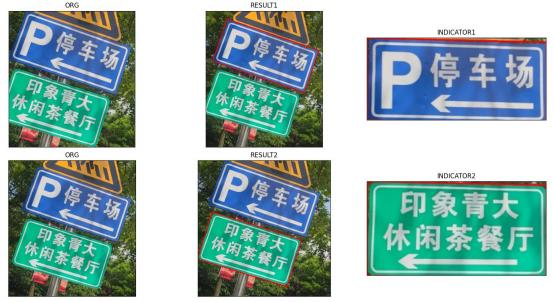 ORG
RESULT1
INDICATOR1
P停车场
印象青大
休闲茶餐厅
P停车场
P停车场
印象青大
休闲茶餐厅
ORG
RESULT2
INDICATOR2
P停车场
印象青大
休闲茶餐厅
P停车场
印象青大
休闲茶餐厅
印象青大
休闲茶餐厅